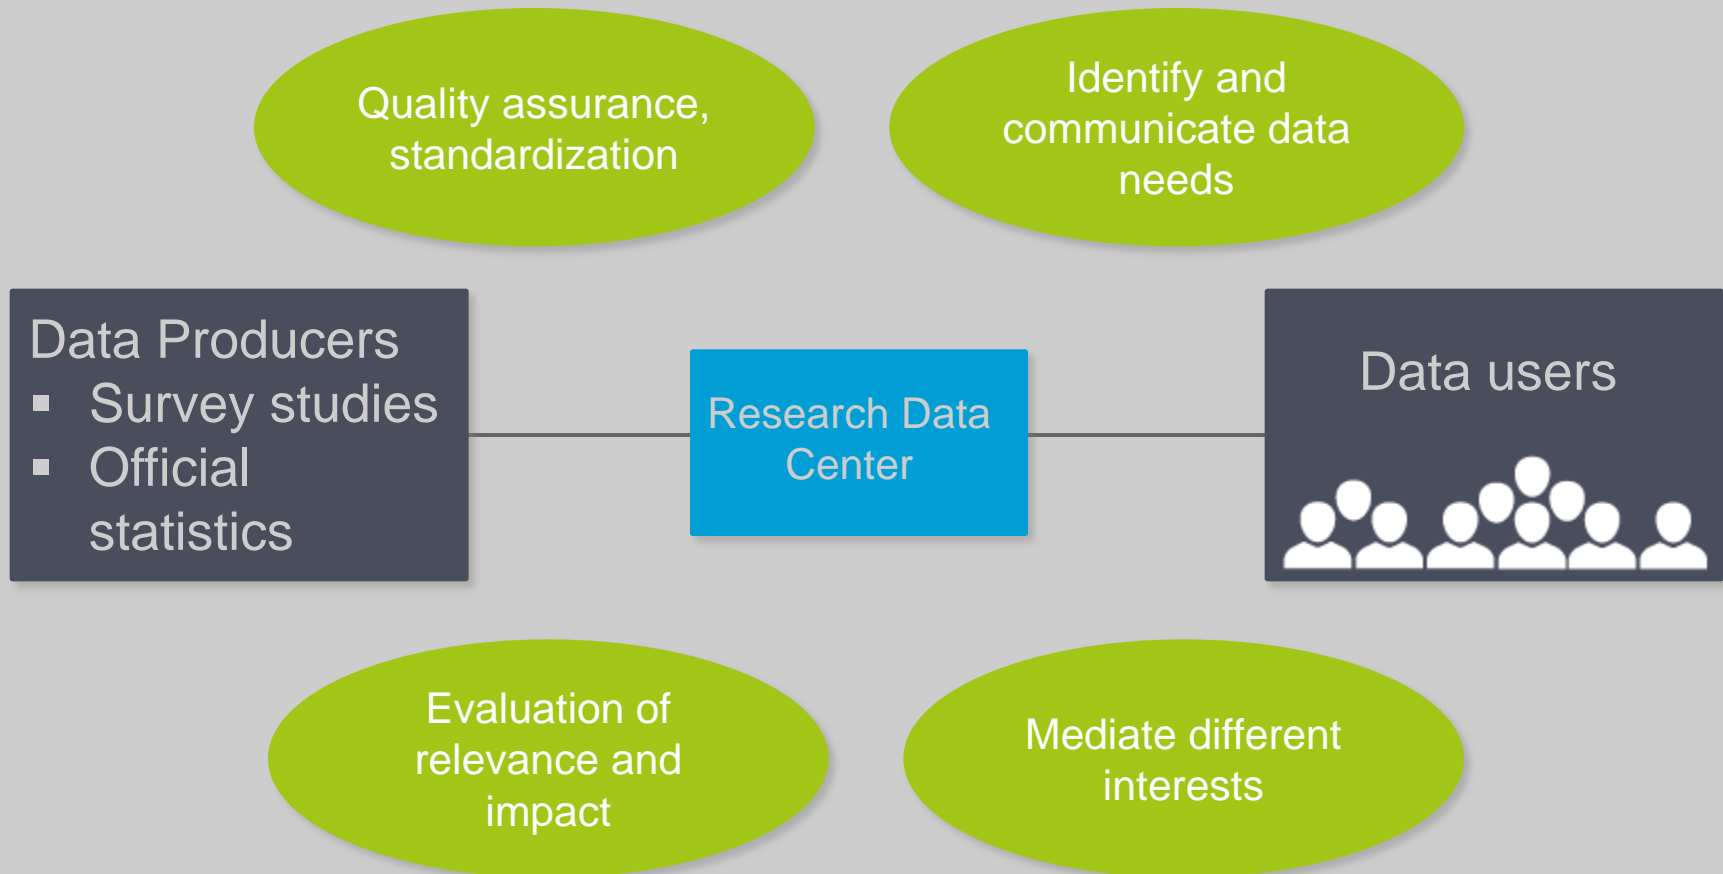 Quality assurance,
standardization
Identify and
communicate data
needs
Data Producers
▪ Survey studies
▪ Official
statistics
Research Data
Center
Data users
Evaluation of
relevance and
impact
Mediate different
interests